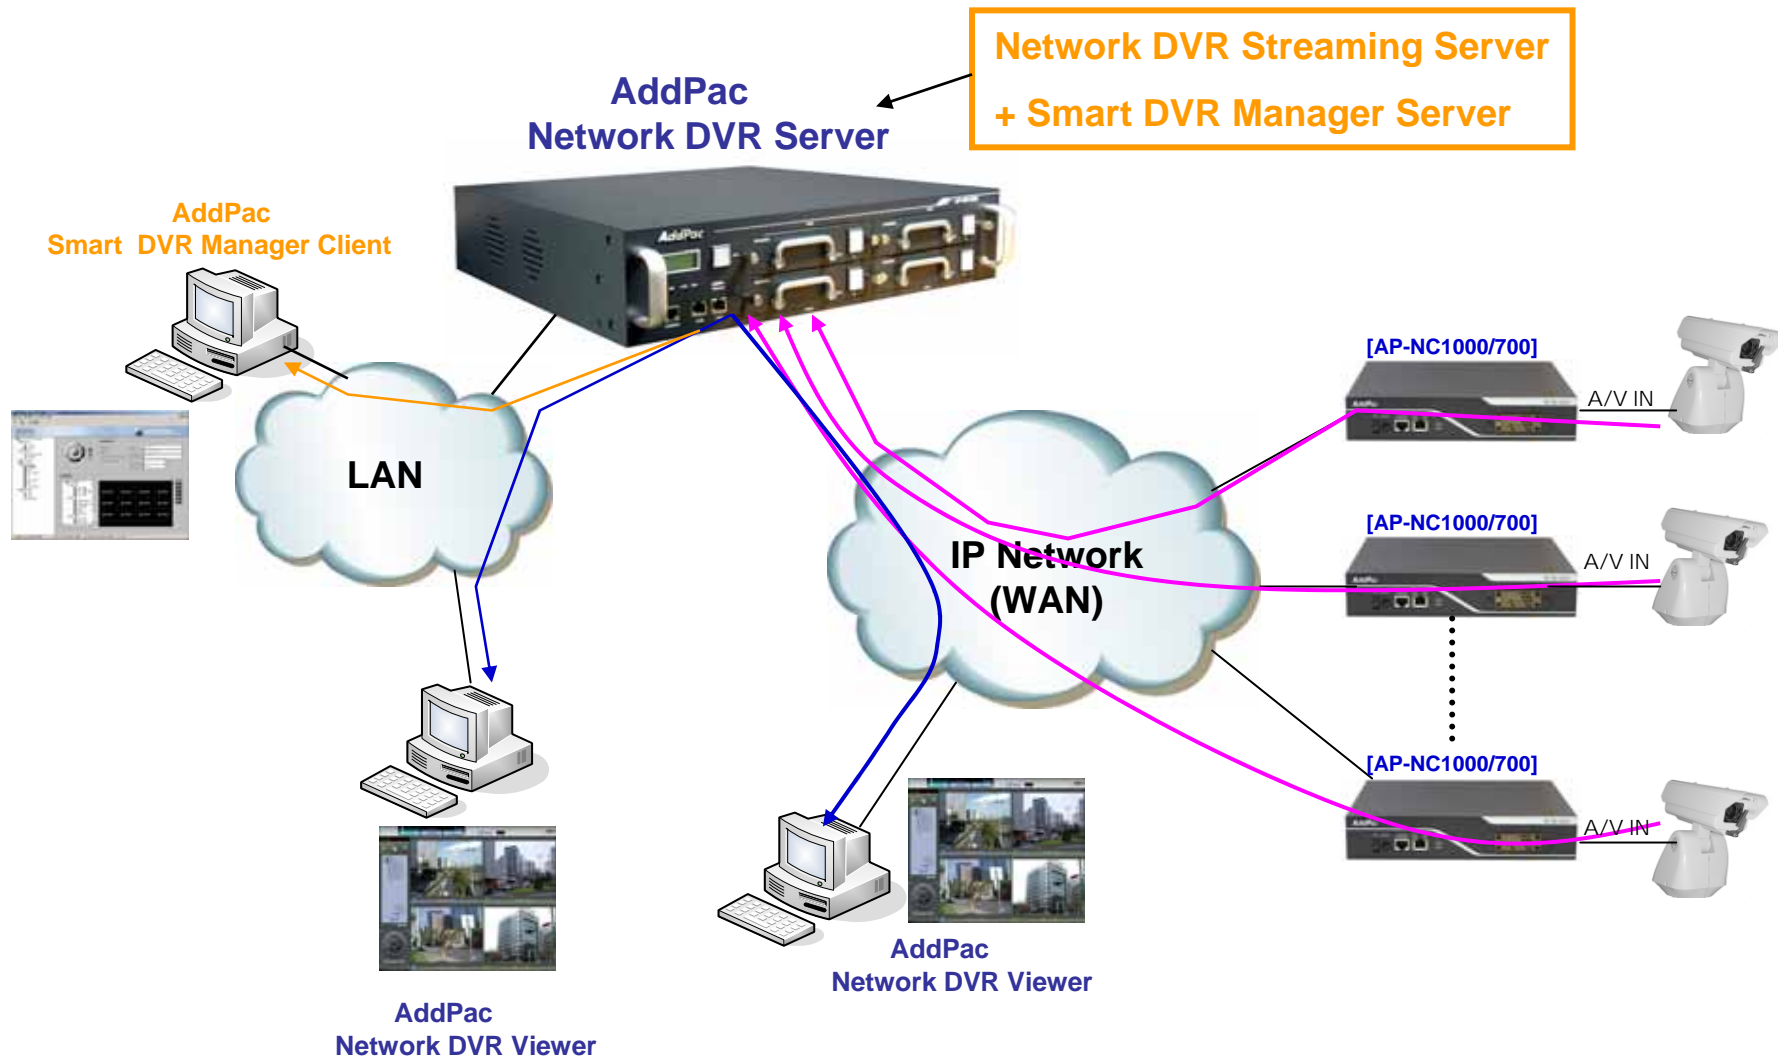 Network DVR Streaming Server
+ Smart DVR Manager Server
AddPac
Network DVR Server
AddPac
Smart DVR Manager Client
AddPac
[AP-NC1000/700]
A/V IN
LAN
[AP-NC1000/700]
A/V IN
IP Network
(WAN)
[AP-NC1000/700]
A/V IN
AddPac
Network DVR Viewer
AddPac
Network DVR Viewer